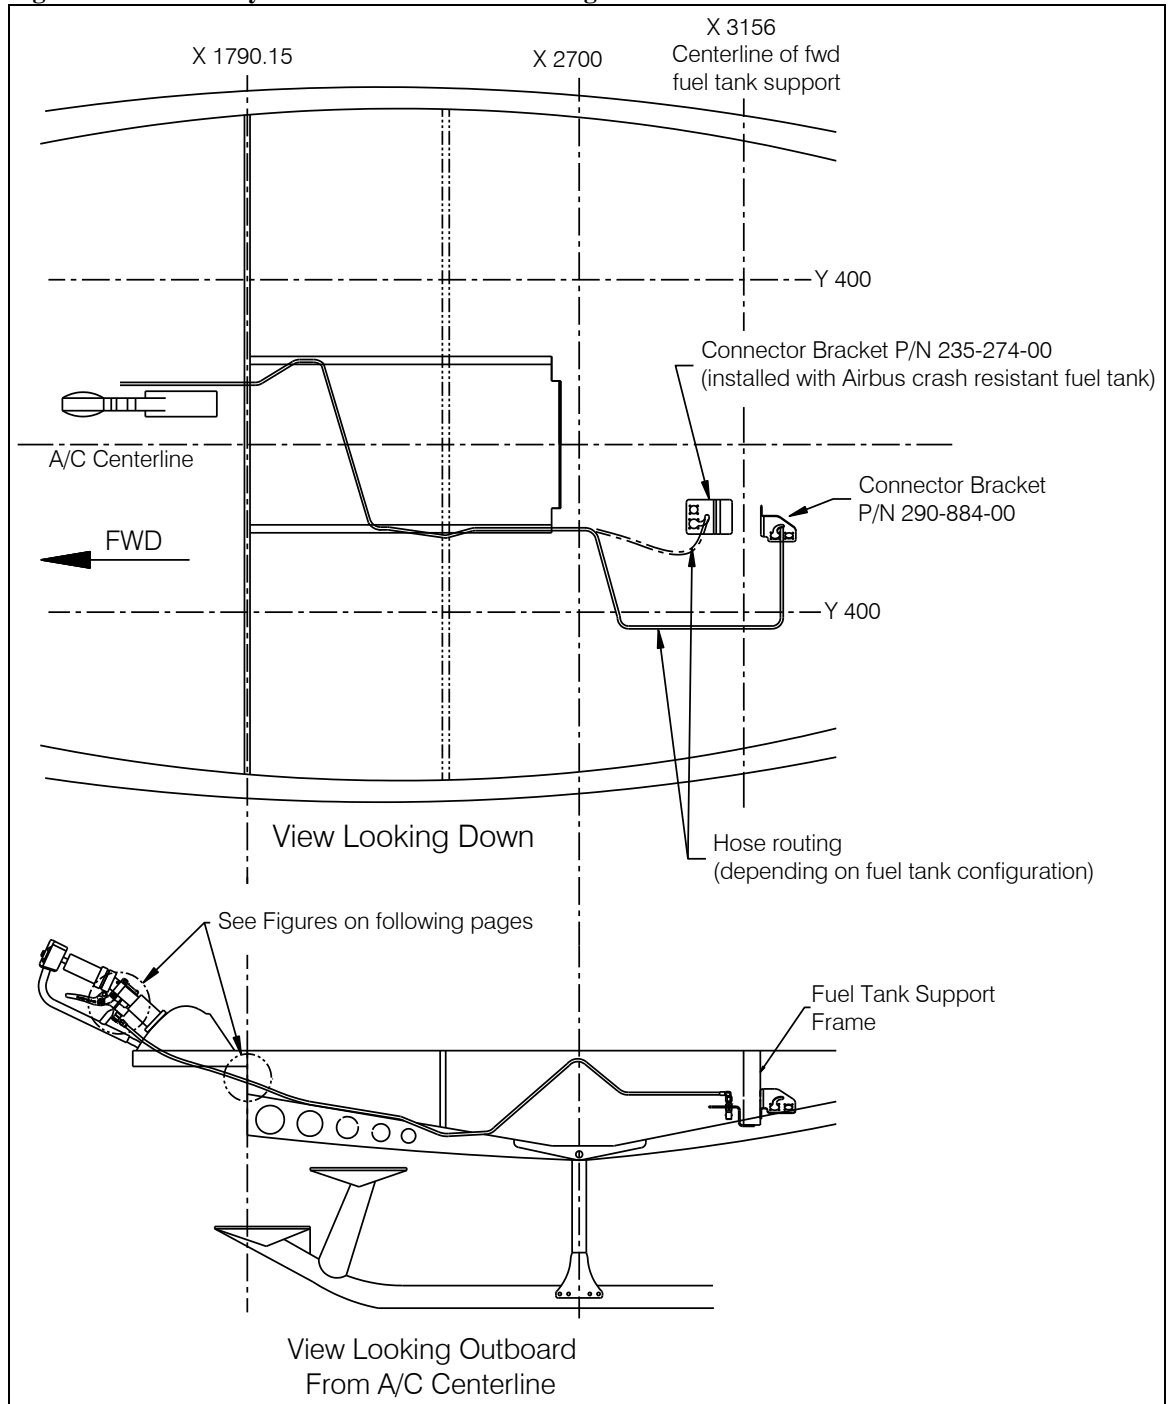 X 1790.15
X 2700
X 3156
Centerline of fwd
fuel tank support
Y 400
Connector Bracket P/N 235-274-00
(installed with Airbus crash resistant fuel tank)
A/C Centerline
Connector Bracket
P/N 290-884-00
FWD
Y 400
View Looking Down
Hose routing
(depending on fuel tank configuration)
See Figures on following pages
Fuel Tank Support
Frame
View Looking Outboard
From A/C Centerline